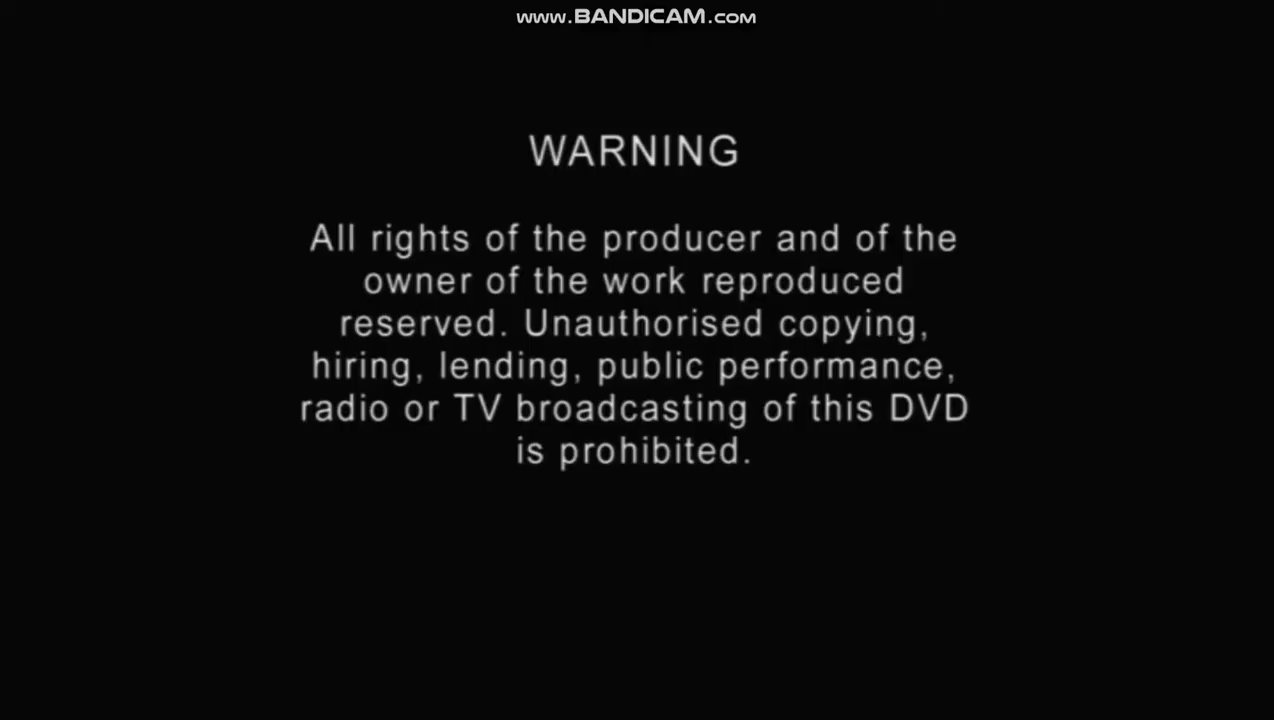 www.BANDICAM.com
WARNING
All rights of the producer and of the
owner of the work reproduced
reserved. Unauthorised copying,
hiring, lending, public performance,
radio or TV broadcasting of this DVD
is prohibited.